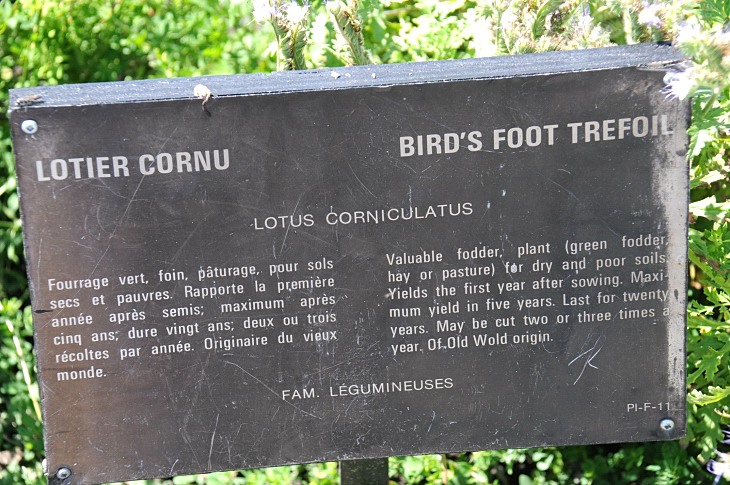 LOTIER CORNU
BIRD'S FOOT TREFOIL
LOTUS CORNICULATUS
Fourrage vert, foin, pâturage, pour sols
secs et pauvres. Rapporte la première
année après semis; maximum après
cinq ans; dure vingt ans; deux ou trois
récoltes par année. Originaire du vieux
monde.
Valuable fodder, plant (green fodder,
hay or pasture) for dry and poor soils.
Yields the first year after sowing. Maxi-
mum yield in five years. Last for twenty
years. May be cut two or three times a
year. Of Old Wold origin.
FAM. LÉGUMINEUSES
PI-F-11